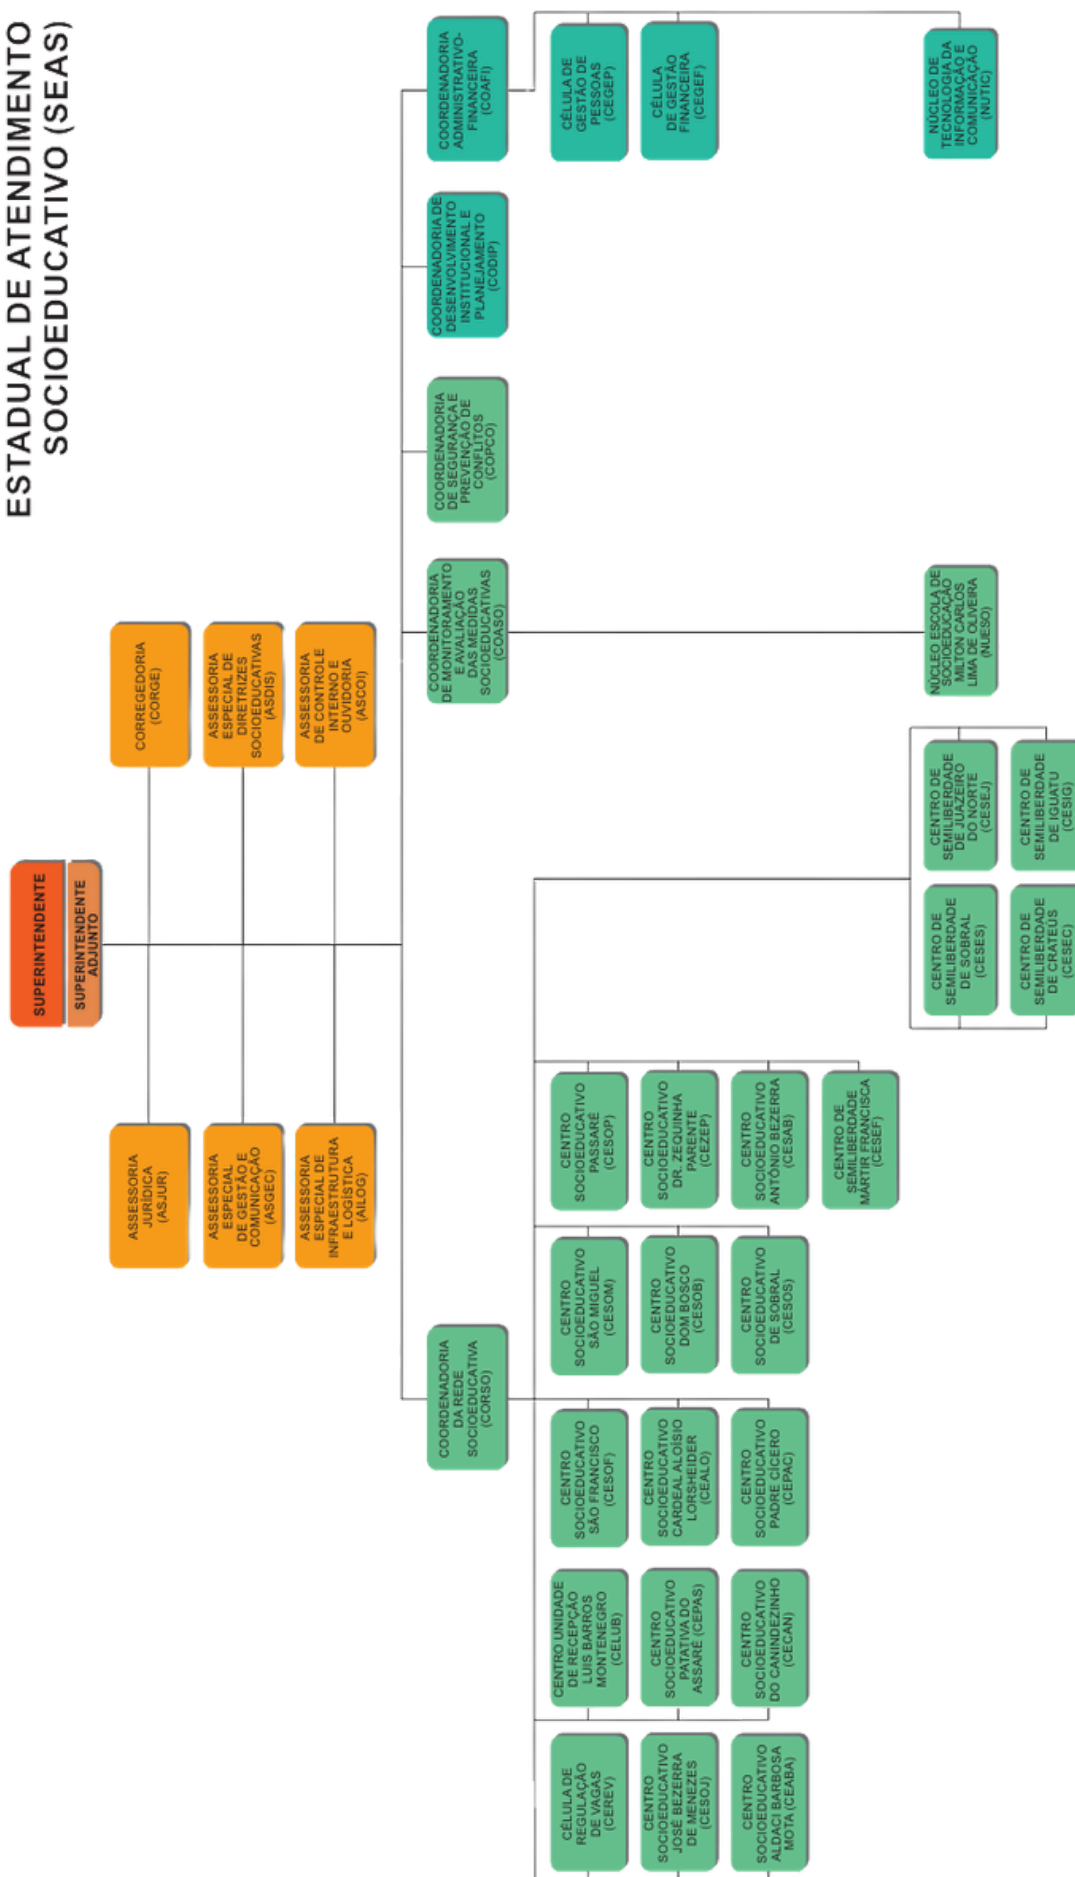 ESTADUAL DE ATENDIMENTO
SOCIOEDUCATIVO (SEAS)
SUPERINTENDENTE
SUPERINTENDENTE
ADJUNTO
ASSESSORIA
JURÍDICA
(ASJUR)
CORREGEDORIA
(CORGE)
ASSESSORIA
ESPECIAL
DE GESTÃO E
COMUNICAÇÃO
(ASGEC)
ASSESSORIA
ESPECIAL DE
DIRETRIZES
SOCIOEDUCATIVAS
(ASDIS)
ASSESSORIA
ESPECIAL DE
INFRAESTRUTURA
E LOGÍSTICA
(AILOG)
ASSESSORIA
DE CONTROLE
INTERNO E
OUVIDORIA
(ASCOI)
COORDENADORIA
DA REDE
SOCIOEDUCATIVA
(CORSO)
COORDENADORIA
DE MONITORAMENTO
E AVALIAÇÃO
DAS MEDIDAS
SOCIOEDUCATIVAS
(COASO)
COORDENADORIA
DE SEGURANÇA E
PREVENÇÃO DE
CONFLITOS
(COPCO)
COORDENADORIA DE
DESENVOLVIMENTO
INSTITUCIONAL E
PLANEJAMENTO
(CODIP)
COORDENADORIA
ADMINISTRATIVO-
FINANCEIRA
(COAFI)
CÉLULA DE
REGULAÇÃO
DE VAGAS
(CEREV)
CENTRO UNIDADE
DE RECEPÇÃO
LUIS BARROS
MONTENEGRO
(CELUB)
CENTRO
SOCIOEDUCATIVO
SÃO FRANCISCO
(CESOF)
CENTRO
SOCIOEDUCATIVO
SÃO MIGUEL
(CESOM)
CENTRO
SOCIOEDUCATIVO
PASSARÉ
(CESOP)
CÉLULA DE
GESTÃO DE
PESSOAS
(CEGEP)
CENTRO
SOCIOEDUCATIVO
JOSÉ BEZERRA
DE MENEZES
(CESOJ)
CENTRO
SOCIOEDUCATIVO
PATATIVA DO
ASSARÉ (CEPAS)
CENTRO
SOCIOEDUCATIVO
CARDEAL ALOÍSIO
LORSHEIDER
(CEALO)
CENTRO
SOCIOEDUCATIVO
DOM BOSCO
(CESOB)
CENTRO
SOCIOEDUCATIVO
DR. ZEQUINHA
PARENTE
(CEZEP)
CÉLULA
DE GESTÃO
FINANCEIRA
(CEGEF)
CENTRO
SOCIOEDUCATIVO
ALDACI BARBOSA
MOTA (CEABA)
CENTRO
SOCIOEDUCATIVO
DO CANINDEZINHO
(CECAN)
CENTRO
SOCIOEDUCATIVO
PADRE CÍCERO
(CEPAC)
CENTRO
SOCIOEDUCATIVO
DE SOBRAL
(CESOS)
CENTRO
SOCIOEDUCATIVO
ANTÔNIO BEZERRA
(CESAB)
CENTRO DE
SEMILIBERDADE
MÁRTIR FRANCISCA
(CESEF)
CENTRO DE
SEMILIBERDADE
DE SOBRAL
(CESES)
CENTRO DE
SEMILIBERDADE
DE JUAZEIRO
DO NORTE
(CESEJ)
NÚCLEO ESCOLA DE
SOCIOEDUCAÇÃO
MILTON CARLOS
LIMA DE OLIVEIRA
(NUESO)
NÚCLEO DE
TECNOLOGIA DA
INFORMAÇÃO E
COMUNICAÇÃO
(NUTIC)
CENTRO DE
SEMILIBERDADE
DE CRATEÚS
(CESEC)
CENTRO DE
SEMILIBERDADE
DE IGUATU
(CESIG)